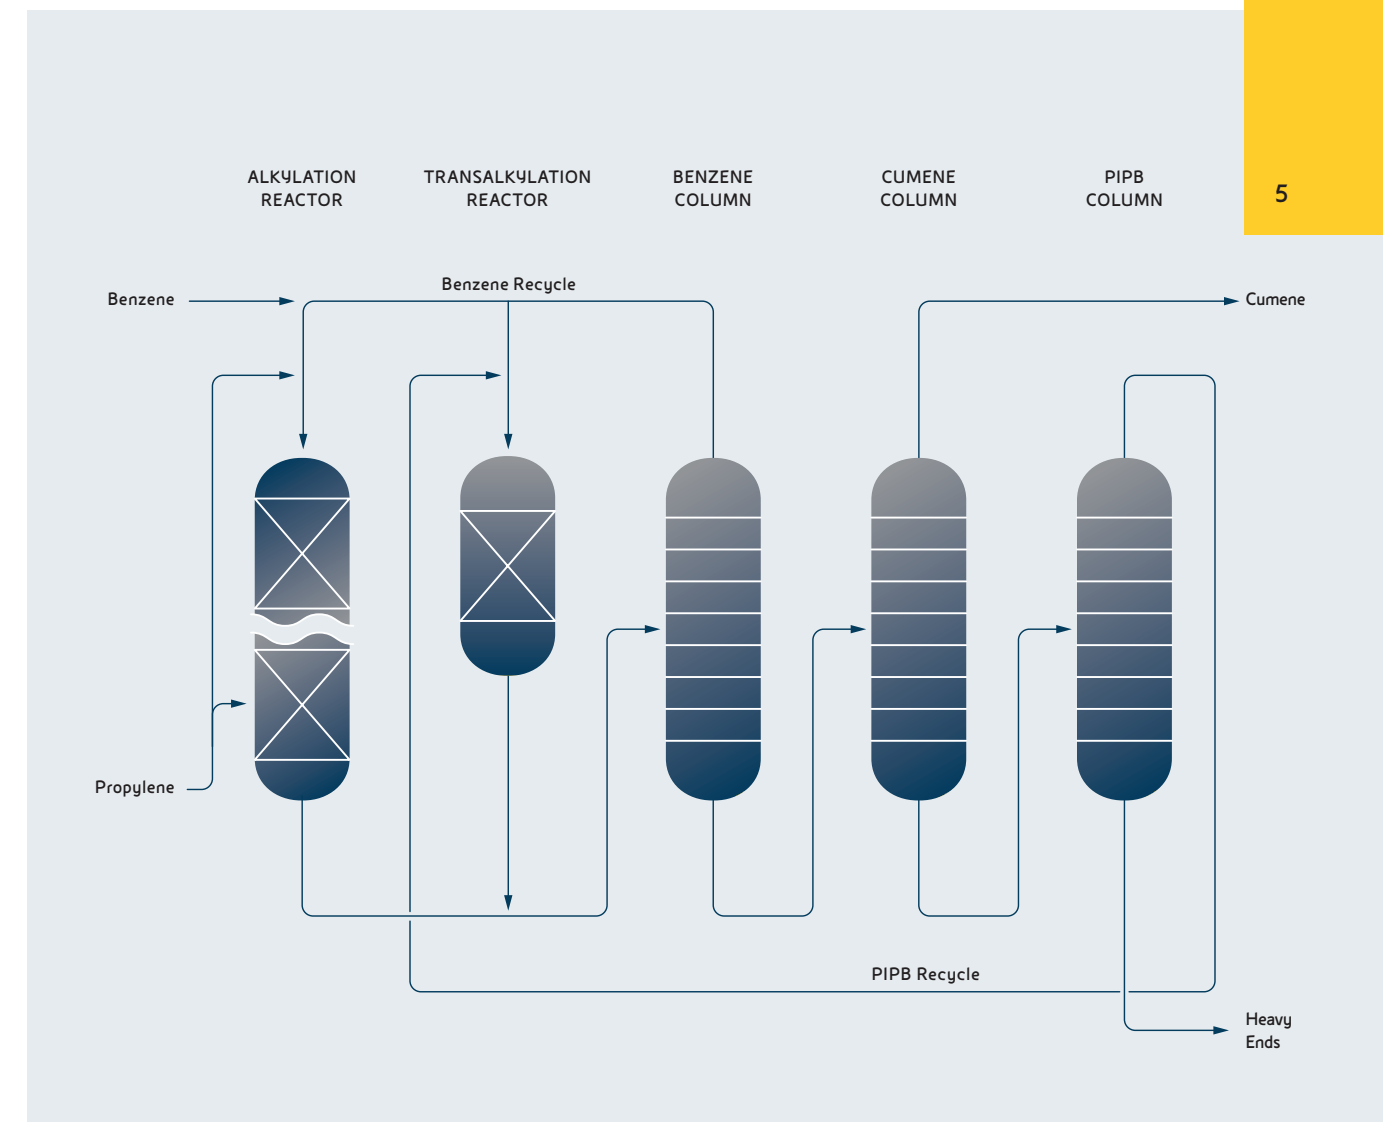 ALKYLATION
REACTOR
TRANSALKYLATION
REACTOR
BENZENE
COLUMN
CUMENE
COLUMN
PIPB
COLUMN
5
Benzene Recycle
Benzene
Cumene
Propylene
PIPB Recycle
Heavy
Ends